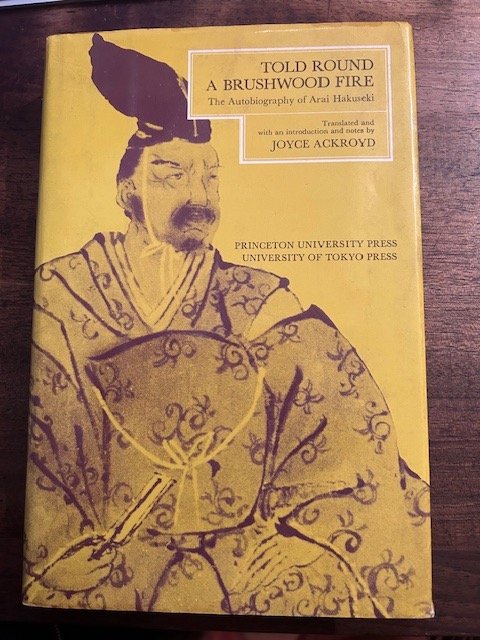 TOLD ROUND
A BRUSHWOOD FIRE
The Autobiography of Arai Hakuseki
Translated and
with an introduction and notes by
JOYCE ACKROYD
PRINCETON UNIVERSITY PRESS
UNIVERSITY OF TOKYO PRESS